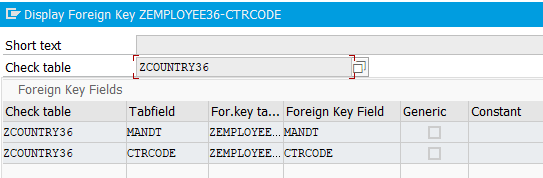 Display Foreign Key ZEMPLOYEE36-CTRCODE
Short text
Check table ZCOUNTRY36
Foreign Key Fields
Check table Tabfield For.key ta... Foreign Key Field Generic Constant
ZCOUNTRY36 MANDT ZEMPLOYEE... MANDT
ZCOUNTRY36 CTRCODE ZEMPLOYEE... CTRCODE